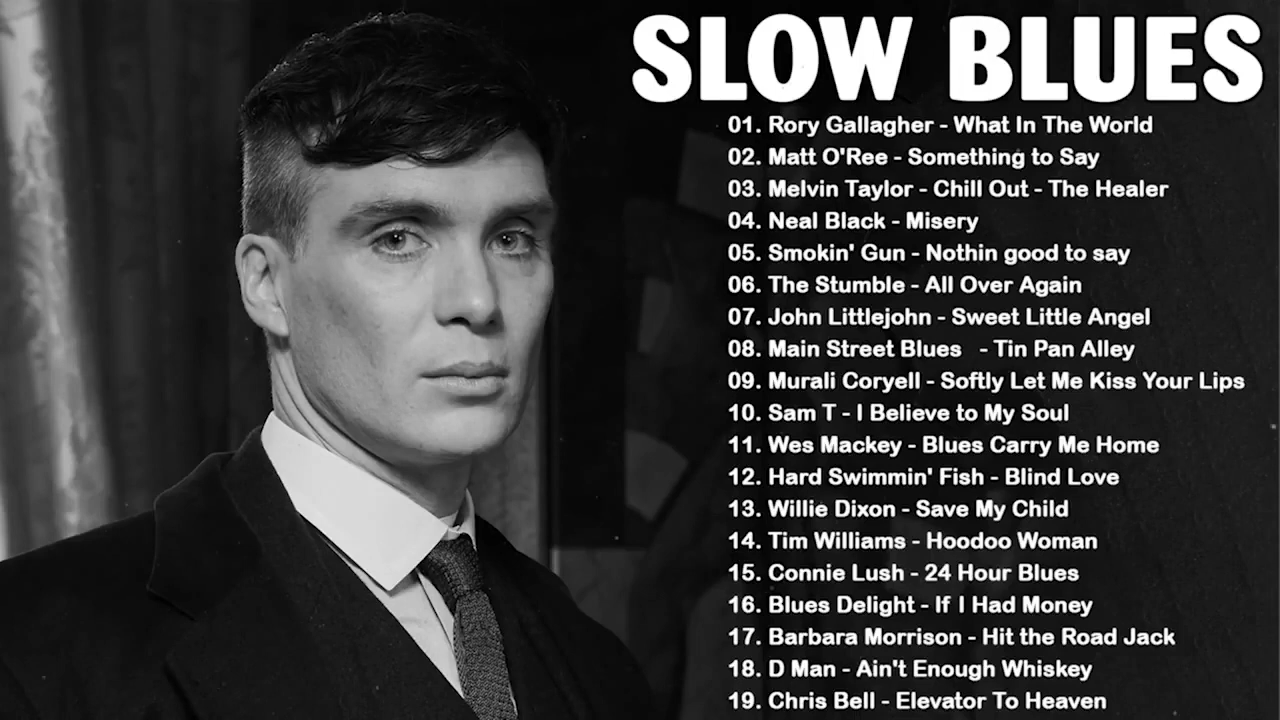 SLOW BLUES
01. Rory Gallagher - What In The World
02. Matt O'Ree - Something to Say
03. Melvin Taylor - Chill Out - The Healer
04. Neal Black - Misery
05. Smokin' Gun - Nothin good to say
06. The Stumble - All Over Again
07. John Littlejohn - Sweet Little Angel
08. Main Street Blues - Tin Pan Alley
09. Murali Coryell - Softly Let Me Kiss Your Lips
10. Sam T - I Believe to My Soul
11. Wes Mackey - Blues Carry Me Home
12. Hard Swimmin' Fish - Blind Love
13. Willie Dixon - Save My Child
14. Tim Williams - Hoodoo Woman
15. Connie Lush - 24 Hour Blues
16. Blues Delight - If I Had Money
17. Barbara Morrison - Hit the Road Jack
18. D Man - Ain't Enough Whiskey
19. Chris Bell - Elevator To Heaven